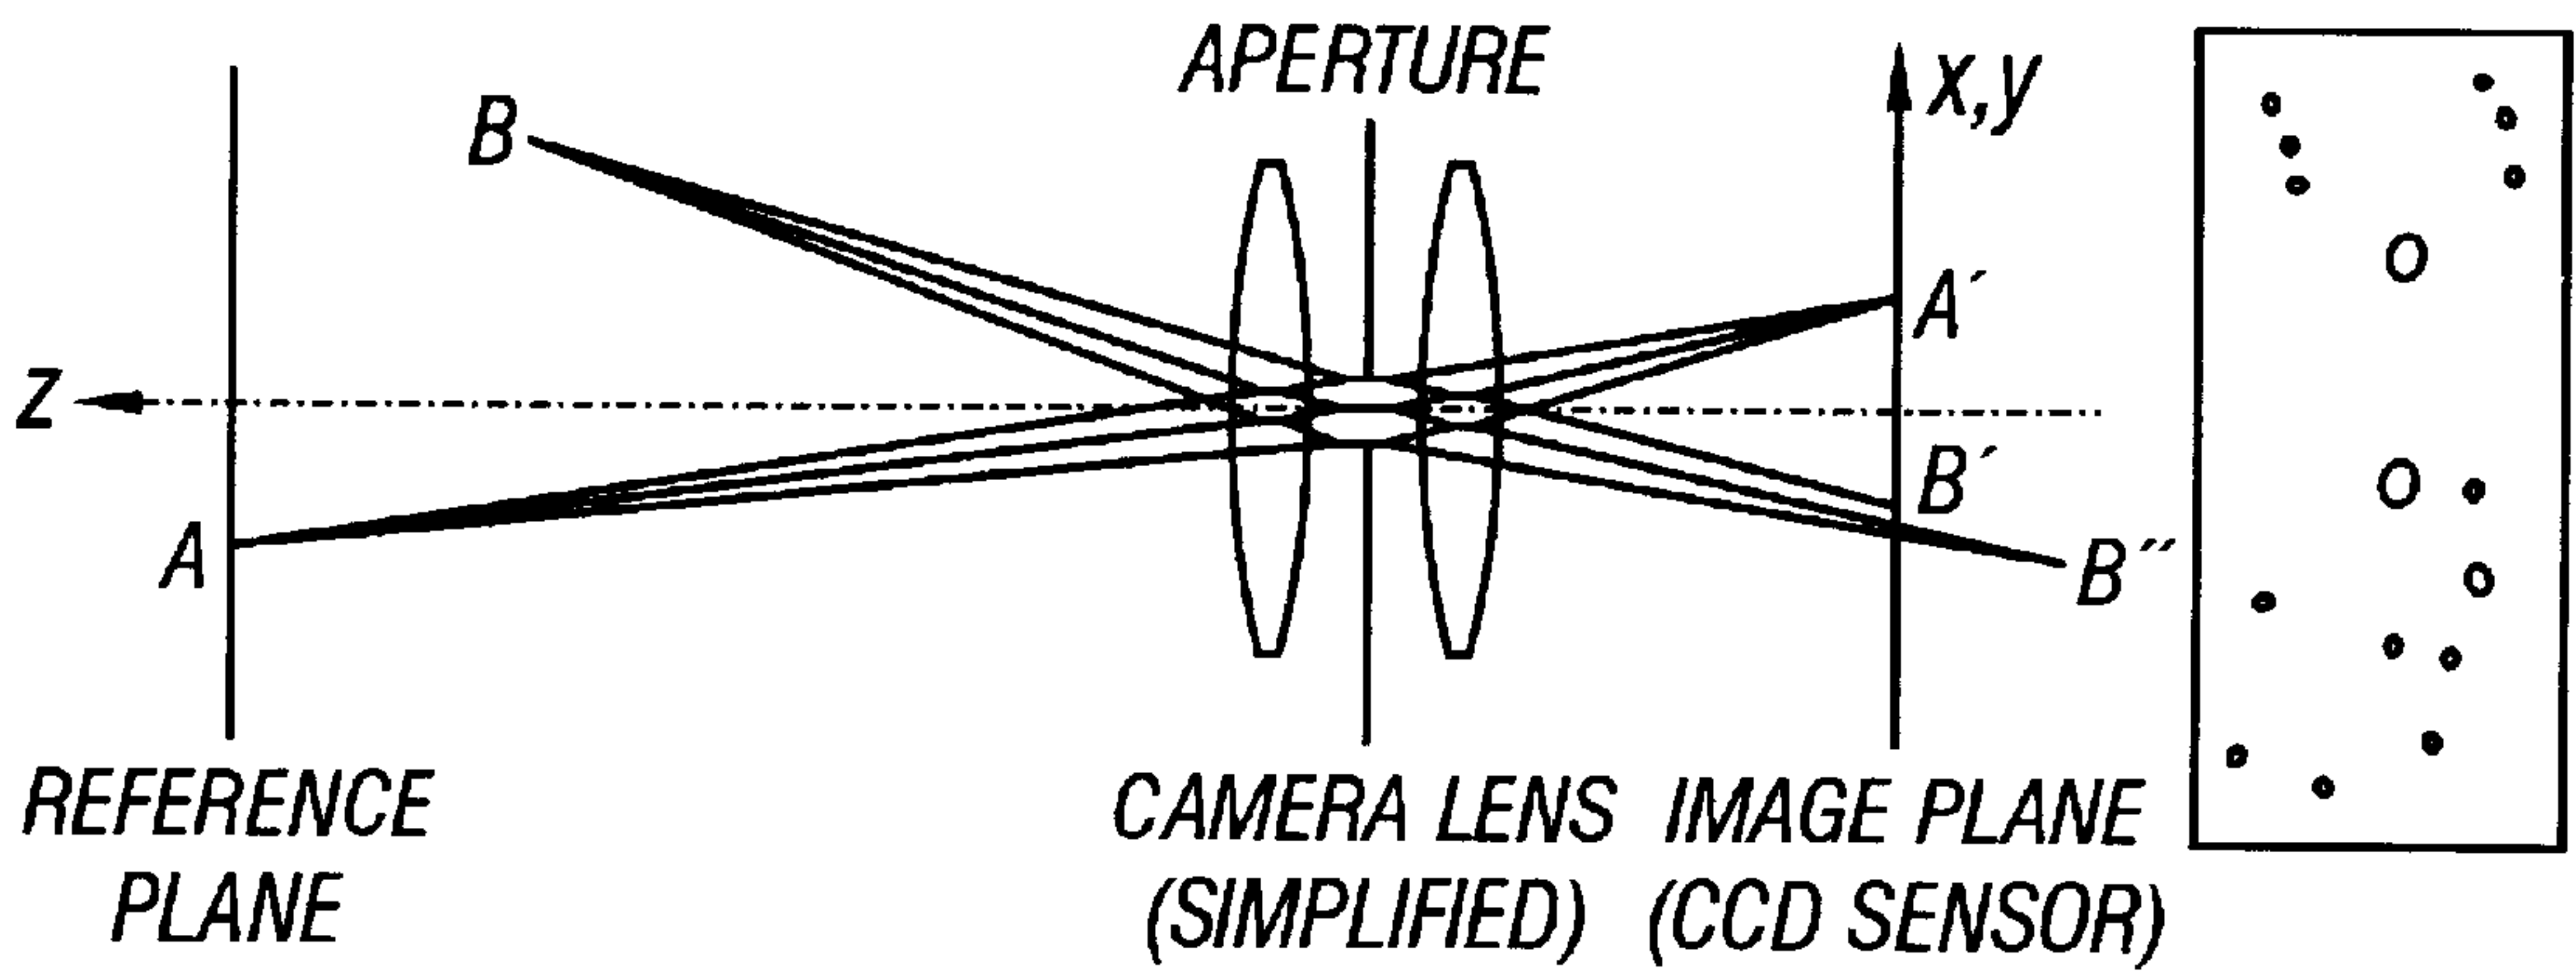 APERTURE
x,y
B
z
A´
B´
A
B´´
REFERENCE
PLANE
CAMERA LENS
(SIMPLIFIED)
IMAGE PLANE
(CCD SENSOR)